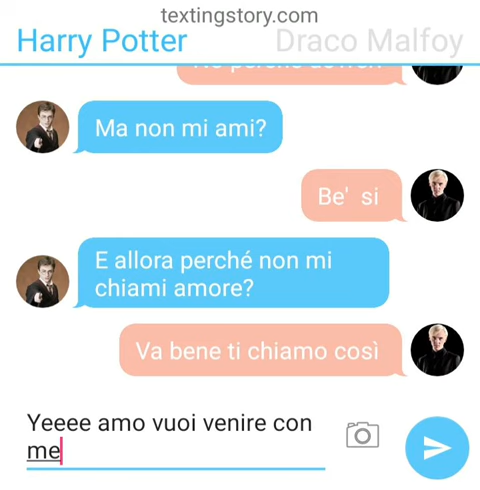 textingstory.com
Harry Potter
Draco Malfoy
Ma non mi ami?
Be'  si
E allora perché non mi
chiami amore?
Va bene ti chiamo così
Yeeee amo vuoi venire con
me